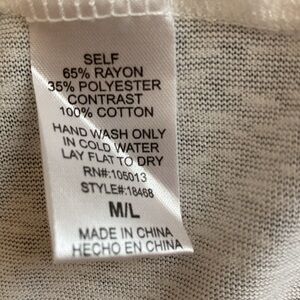 SELF
65% RAYON
35% POLYESTER
CONTRAST
100% COTTON
HAND WASH ONLY
IN COLD WATER
LAY FLAT TO DRY
RN#:105013
STYLE#:18468
M/L
MADE IN CHINA
HECHO EN CHINA